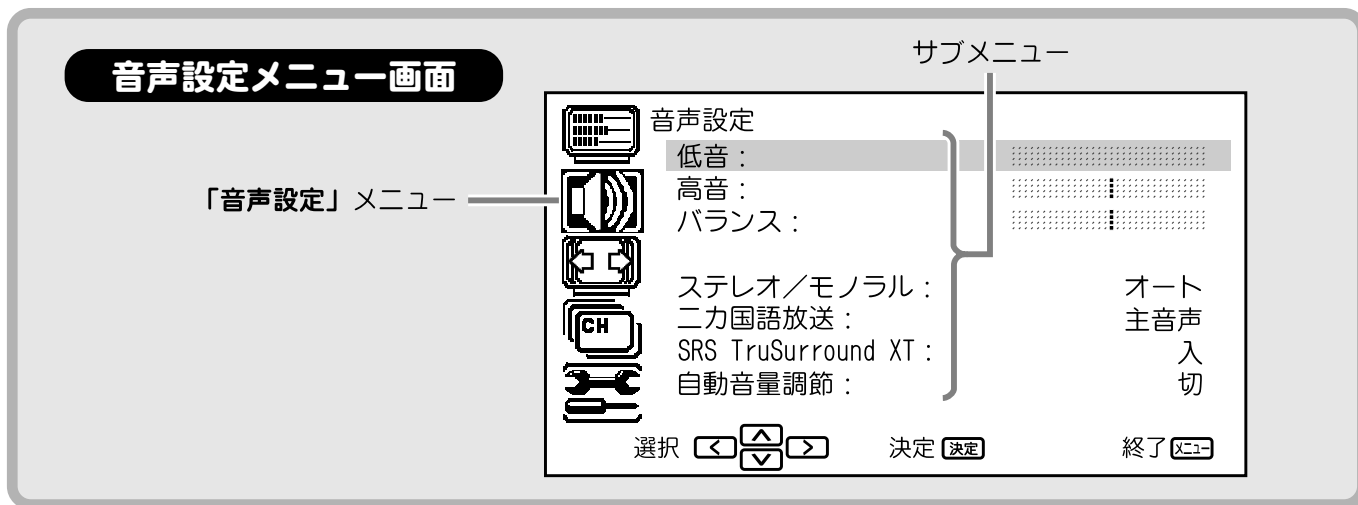 サブメニュー
音声設定メニュー画面
音声設定
低音：
高音：
「音声設定」メニュー
バランス：
ステレオ／モノラル： オート
CH
二カ国語放送： 主音声
SRS TruSurround XT： 入
自動音量調節： 切
選択 決定 決定 終了 メニュー